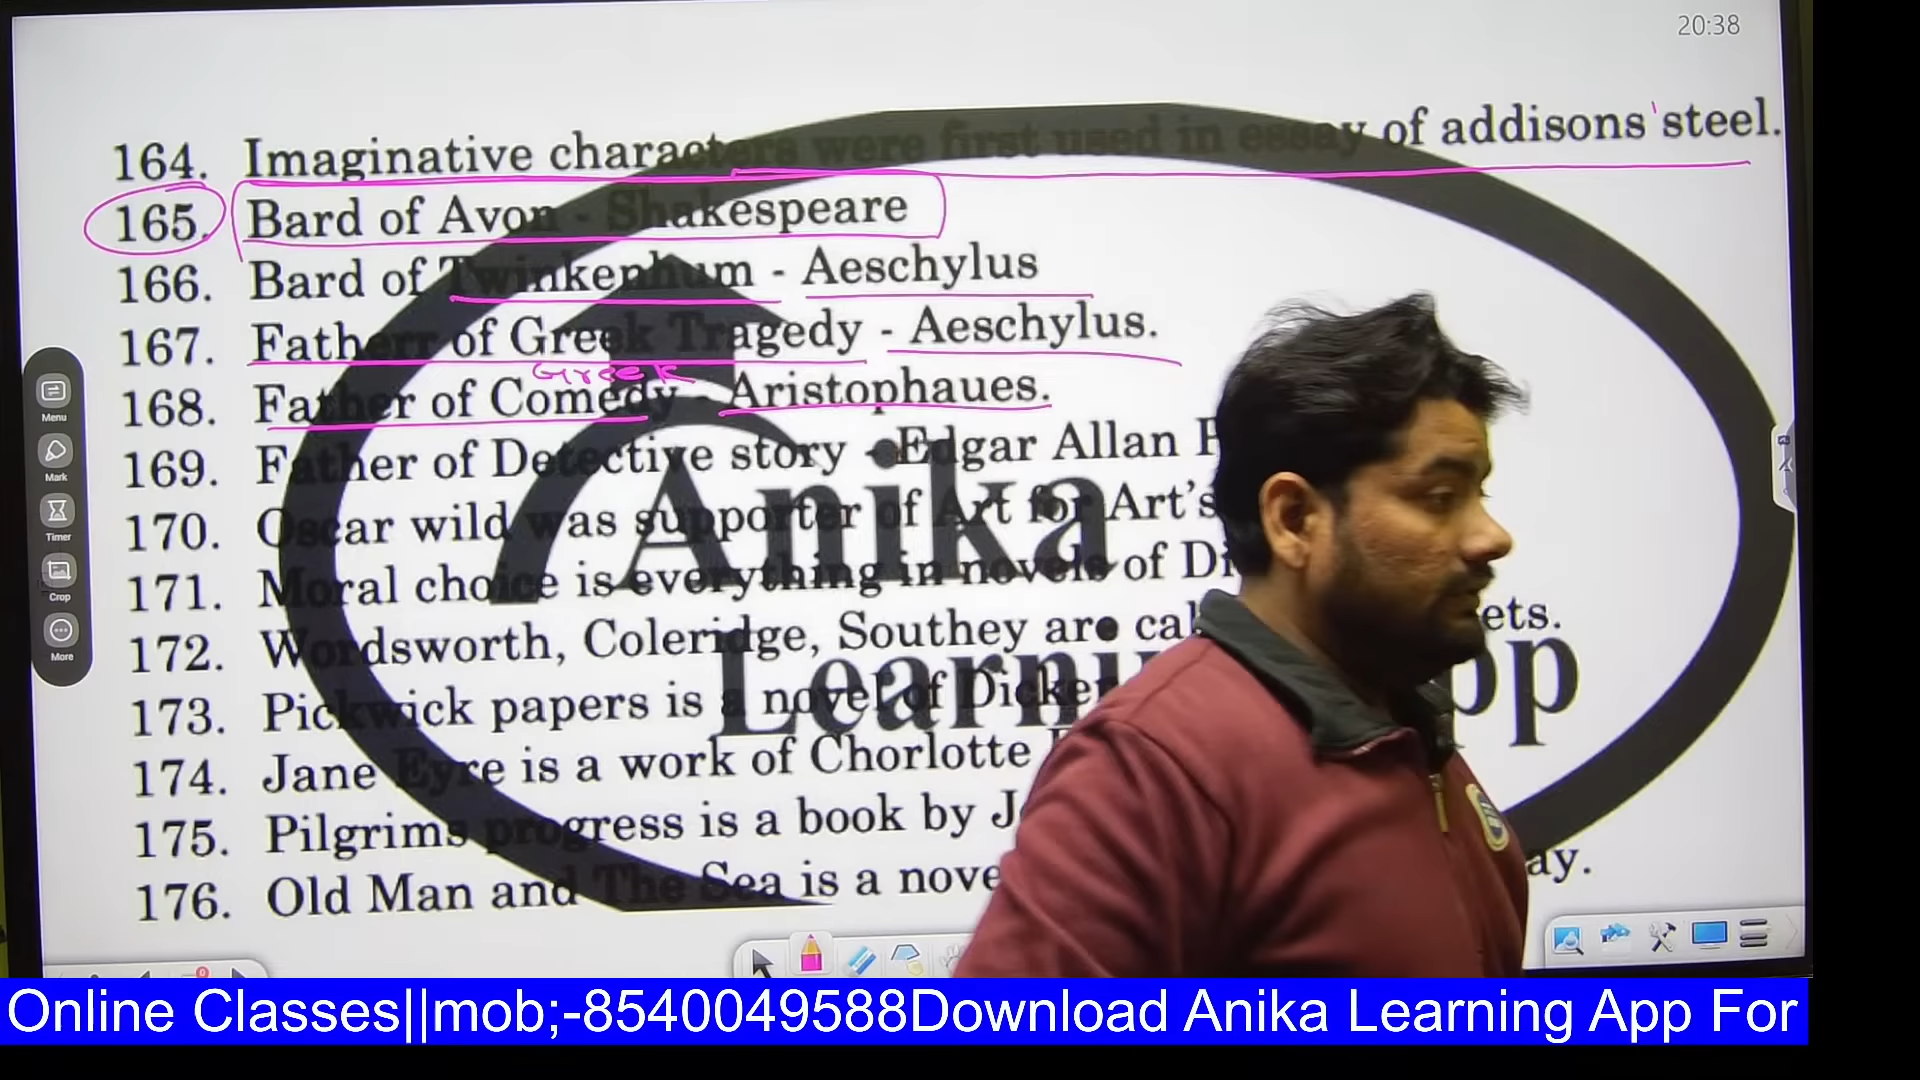 20:38
164. Imaginative characters were first used in essay of addisons' steel.
165. Bard of Avon - Shakespeare
166. Bard of Twinkenhum - Aeschylus
167. Fatherr of Greek Tragedy - Aeschylus.
Greek
168. Father of Comedy - Aristophaues.
169. Father of Detective story - Edgar Allan
170. Oscar wild was supporter of Art for Art's
171. Moral choice is everything in novels of
172. Wordsworth, Coleridge, Southey are
173. Pickwick papers is a novel of
174. Jane Eyre is a work of Chorlotte
175. Pilgrims progress is a book by
176. Old Man and The Sea is a
Anika
Learning App
Menu
Mark
Timer
Crop
More
Online Classes||mob;-8540049588Download Anika Learning App For